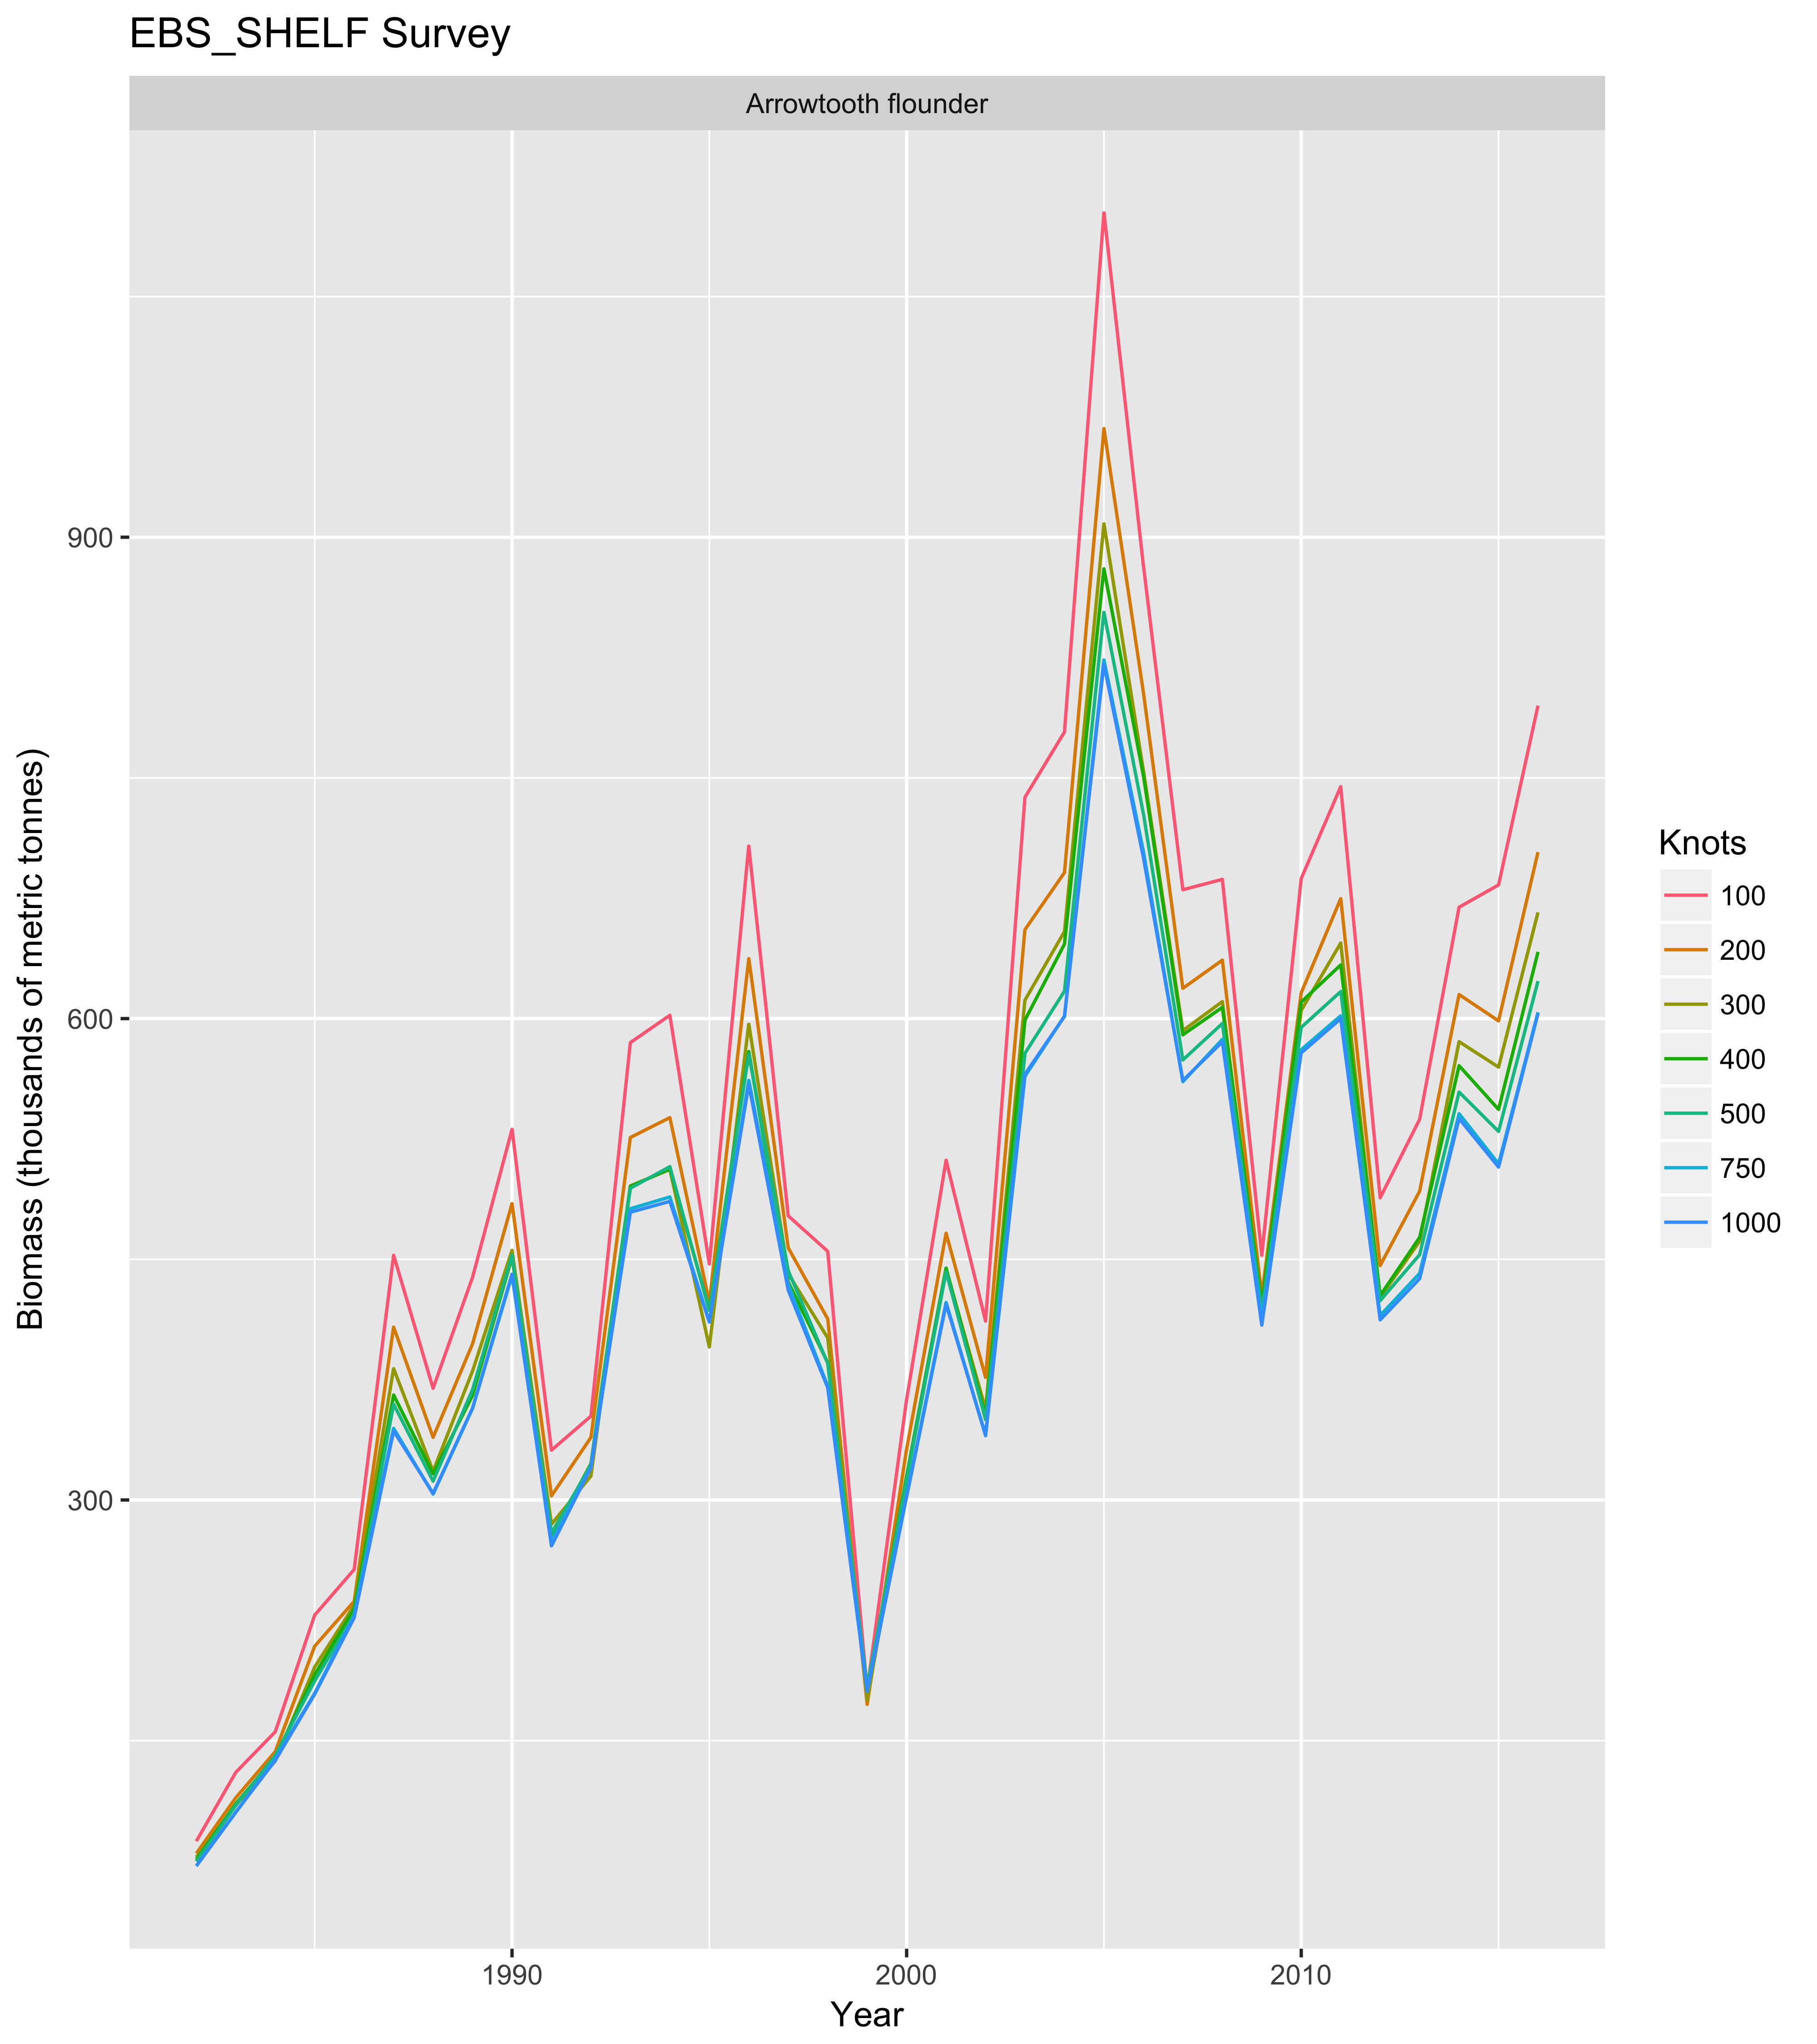 EBS_SHELF Survey
Arrowtooth flounder
Biomass (thousands of metric tonnes)
900
600
300
1990
2000
2010
Year
Knots
100
200
300
400
500
750
1000